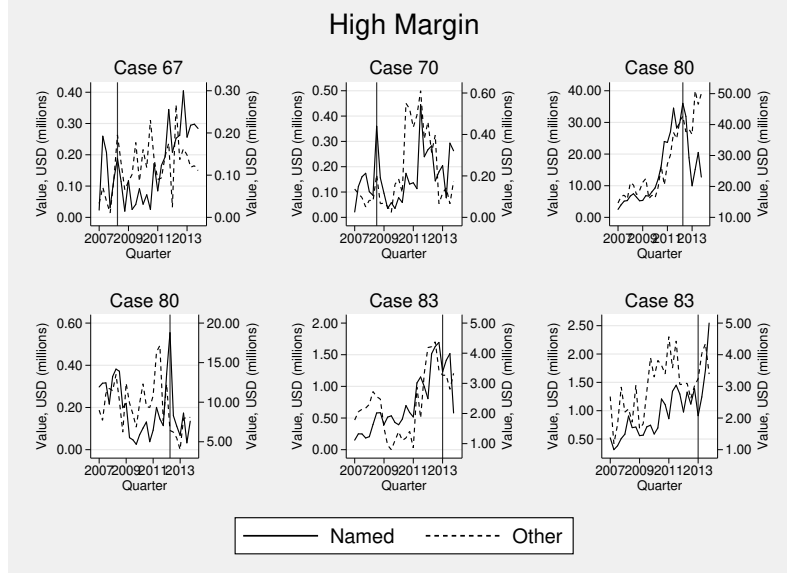 High Margin
Case 67
Case 70
Case 80
0.40
0.30
0.20
0.10
0.00
Value, USD (millions)
0.30
0.20
0.10
0.00
Value, USD (millions)
2007 2009 2011 2013
Quarter
0.50
0.40
0.30
0.20
0.10
0.00
Value, USD (millions)
0.60
0.40
0.20
0.00
Value, USD (millions)
2007 2009 2011 2013
Quarter
40.00
30.00
20.00
10.00
0.00
Value, USD (millions)
50.00
40.00
30.00
20.00
10.00
Value, USD (millions)
2007 2009 2011 2013
Quarter
Case 80
Case 83
Case 83
0.60
0.40
0.20
0.00
Value, USD (millions)
20.00
15.00
10.00
5.00
Value, USD (millions)
2007 2009 2011 2013
Quarter
2.00
1.50
1.00
0.50
0.00
Value, USD (millions)
5.00
4.00
3.00
2.00
1.00
Value, USD (millions)
2007 2009 2011 2013
Quarter
2.50
2.00
1.50
1.00
0.50
Value, USD (millions)
5.00
4.00
3.00
2.00
1.00
Value, USD (millions)
2007 2009 2011 2013
Quarter
Named
Other